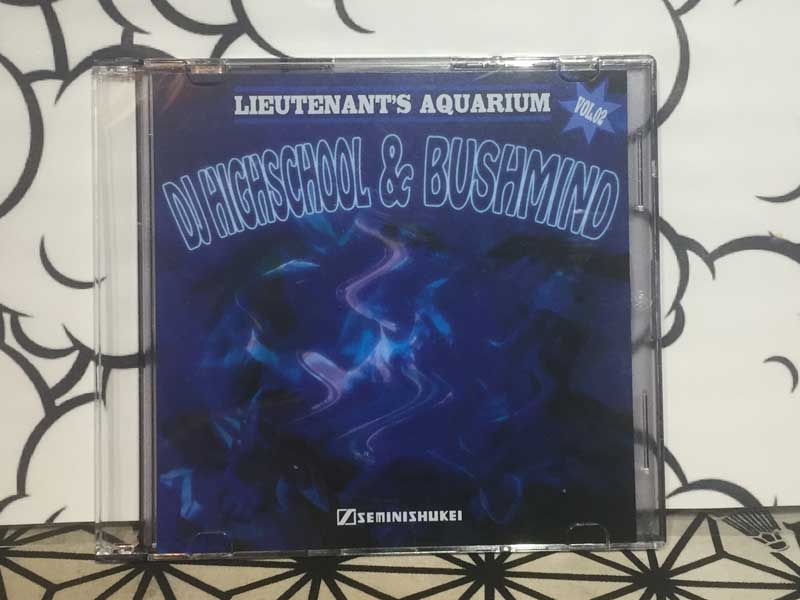 LIEUTENANT'S AQUARIUM
VOL.02
DJ HIGHSCHOOL & BUSHMIND
SEMINISHUKEI